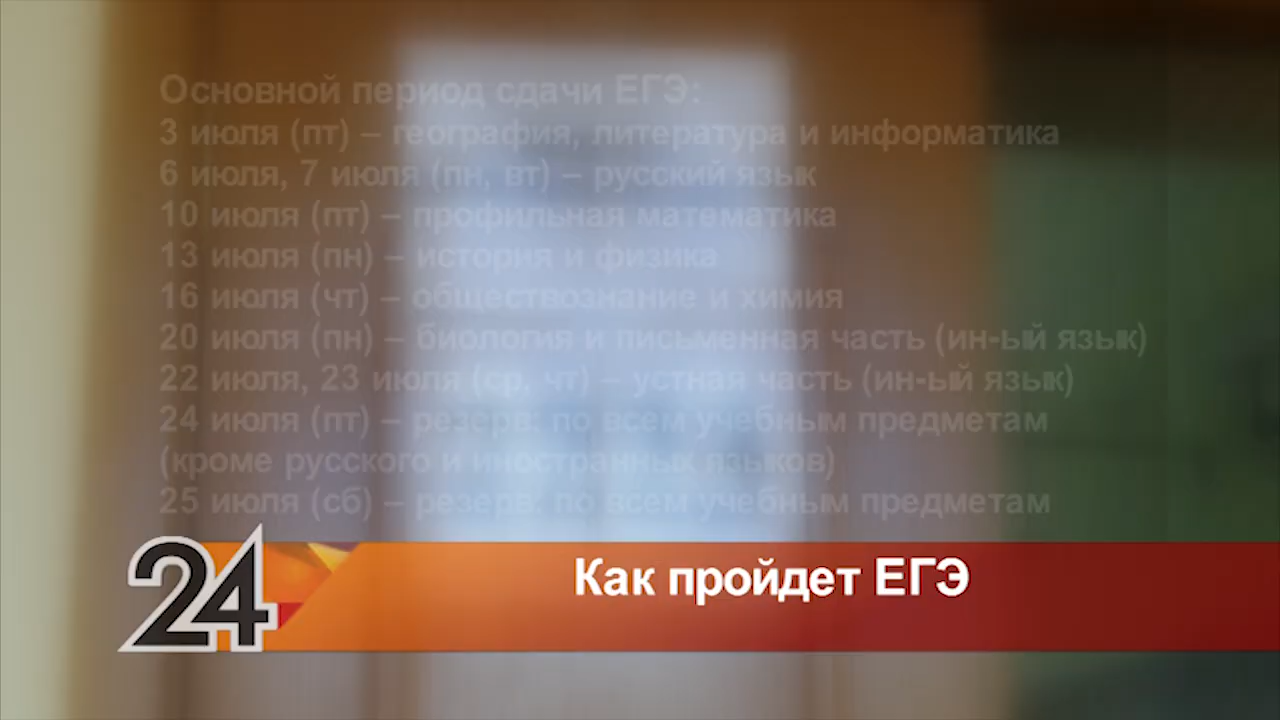 Основной период сдачи ЕГЭ:
3 июля (пт) – география, литература и информатика
6 июля, 7 июля (пн, вт) – русский язык
10 июля (пт) – профильная математика
13 июля (пн) – история и физика
16 июля (чт) – обществознание и химия
20 июля (пн) – биология и письменная часть (ин-ый язык)
22 июля, 23 июля (ср, чт) – устная часть (ин-ый язык)
24 июля (пт) – резерв: по всем учебным предметам
(кроме русского и иностранных языков)
25 июля (сб) – резерв: по всем учебным предметам
24
Как пройдет ЕГЭ